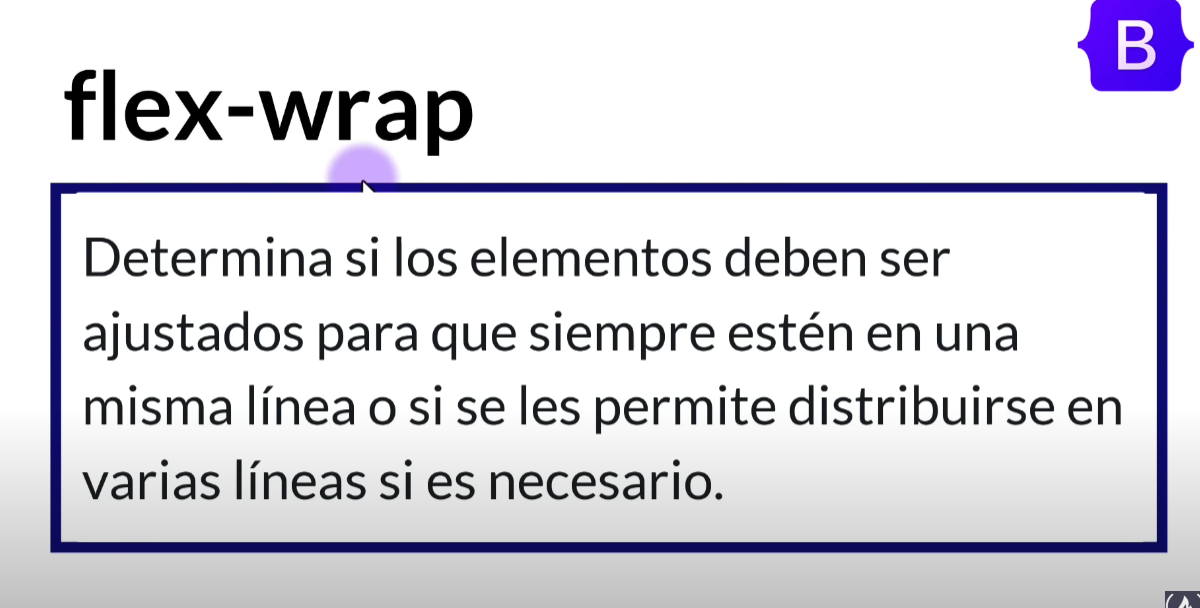 B
flex-wrap
Determina si los elementos deben ser
ajustados para que siempre estén en una
misma línea o si se les permite distribuirse en
varias líneas si es necesario.